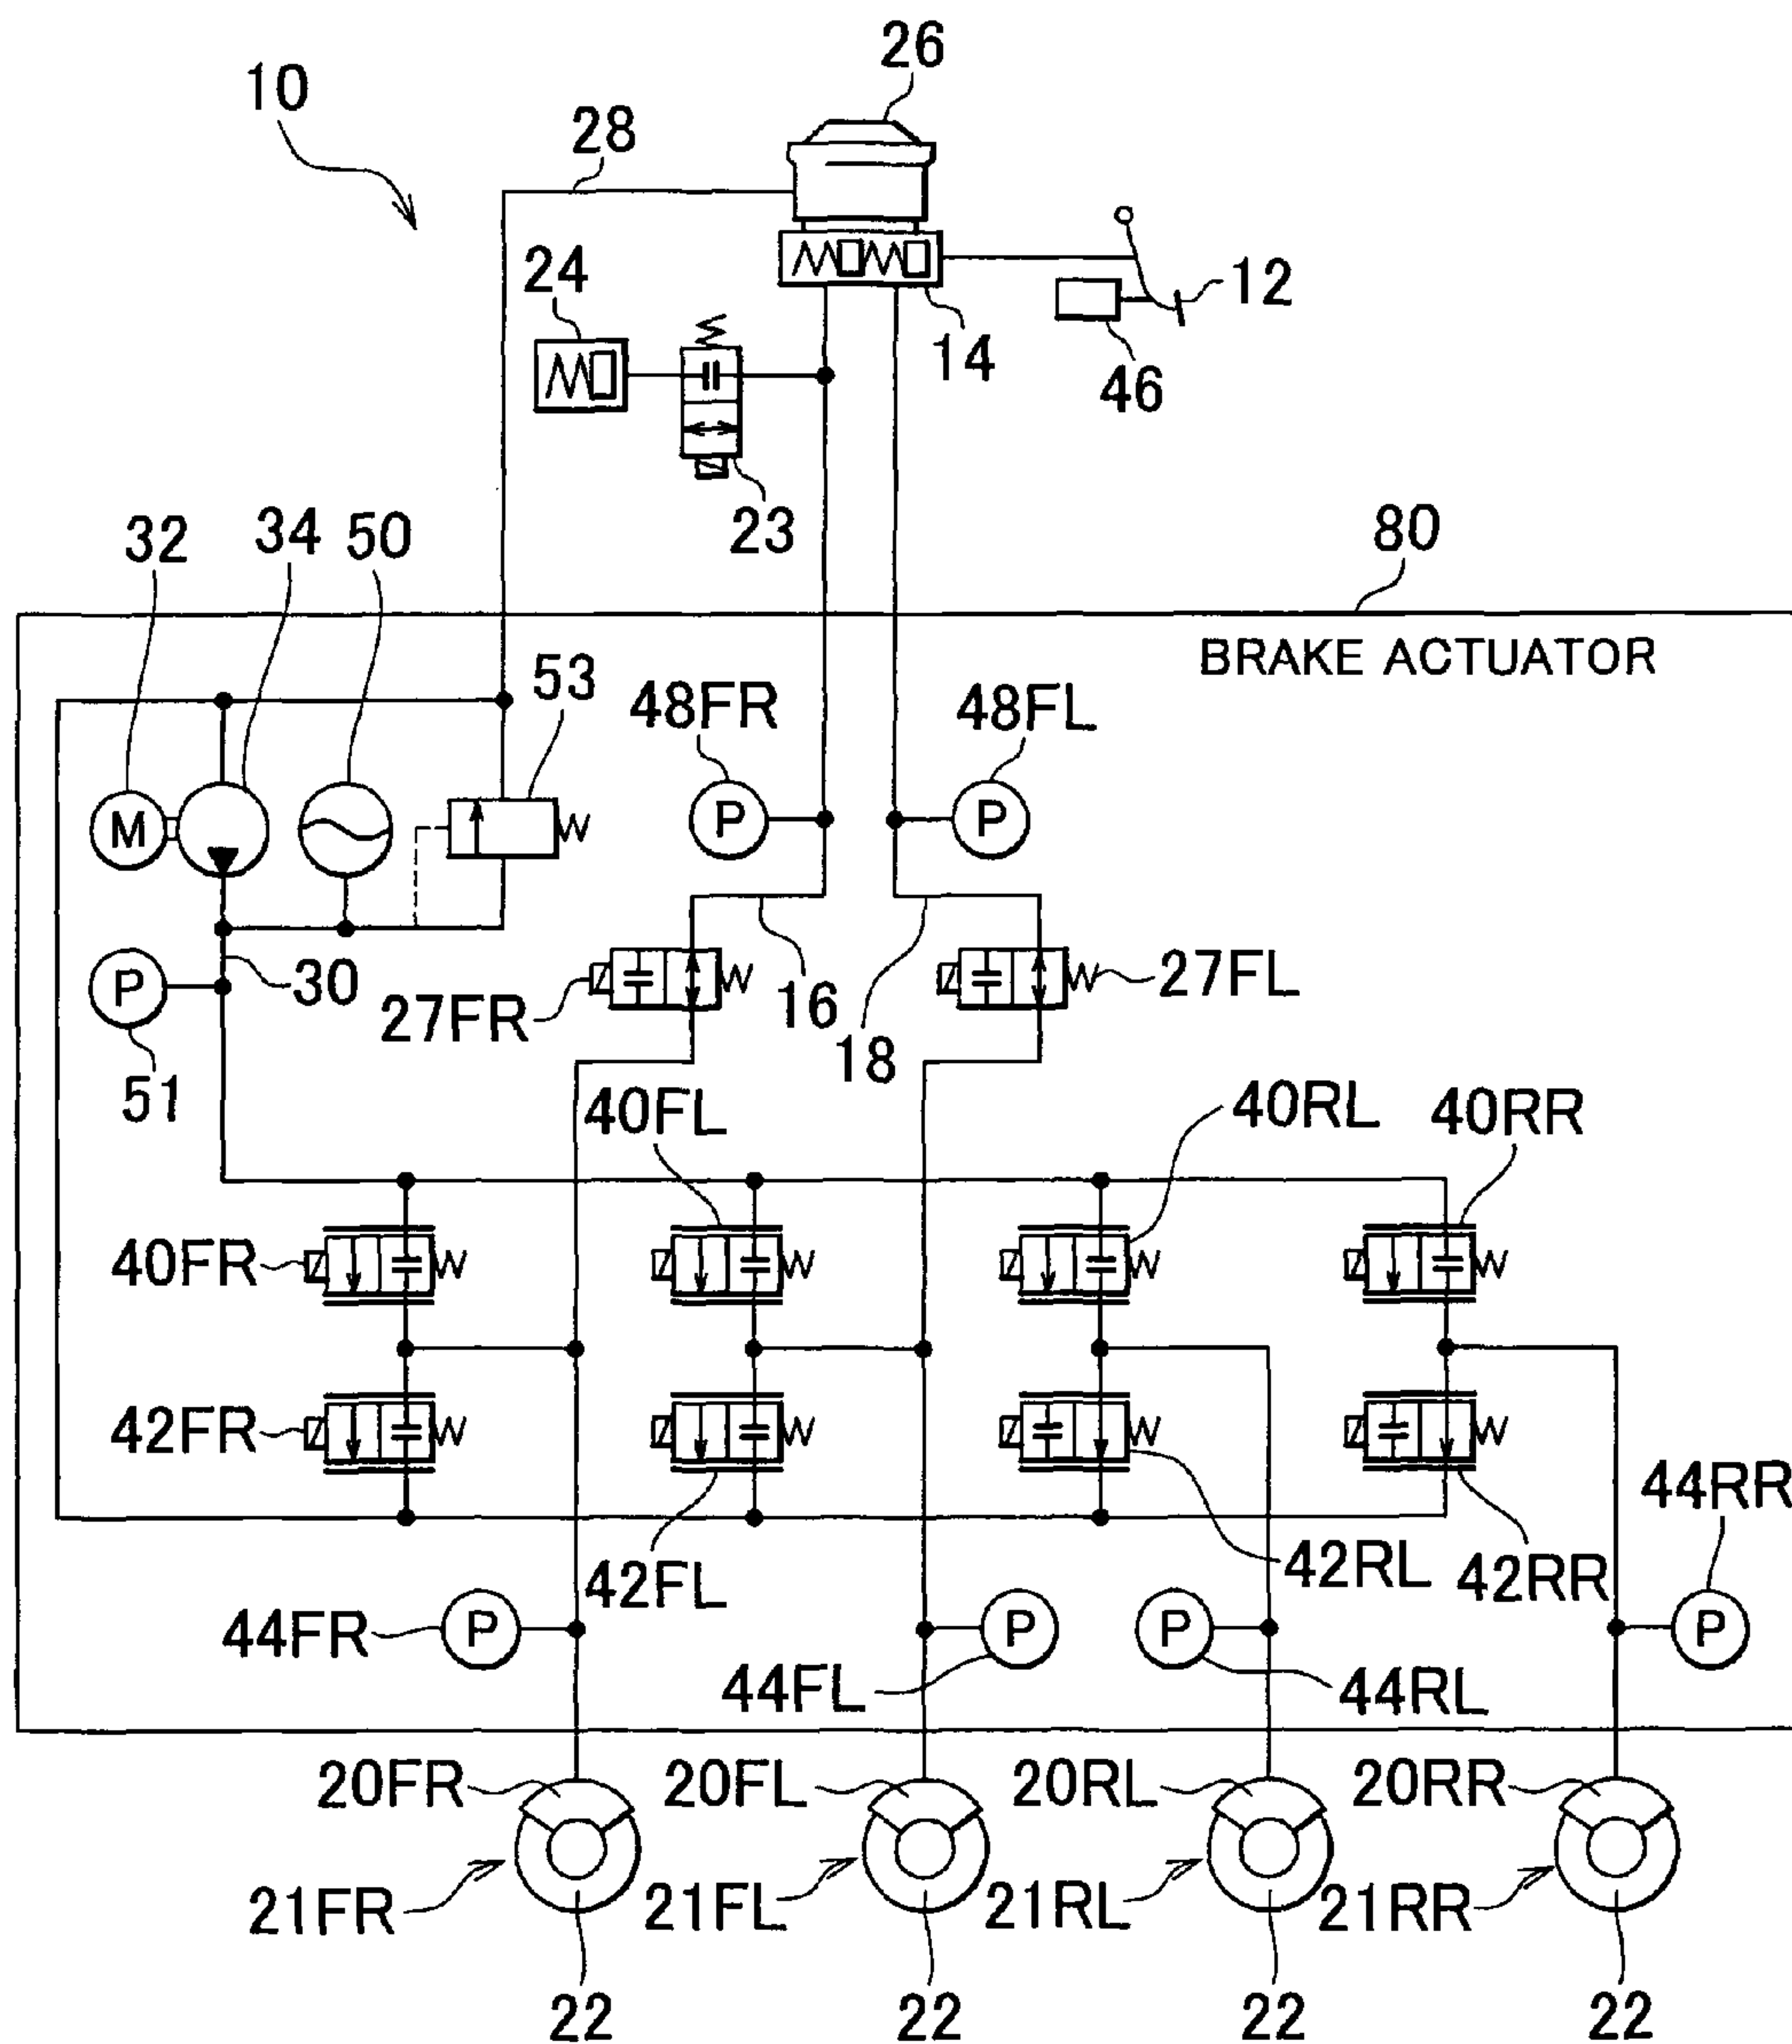 26
10
28
24
12
14
46
23
32
34
50
80
BRAKE ACTUATOR
53
48FR
48FL
M
P
P
P
30
27FR
16
27FL
18
51
40FL
40RL
40RR
40FR
42FR
44RR
42FL
42RL
42RR
44FR
P
P
P
P
44FL
44RL
20FR
20FL
20RL
20RR
21FR
21FL
21RL
21RR
22
22
22
22